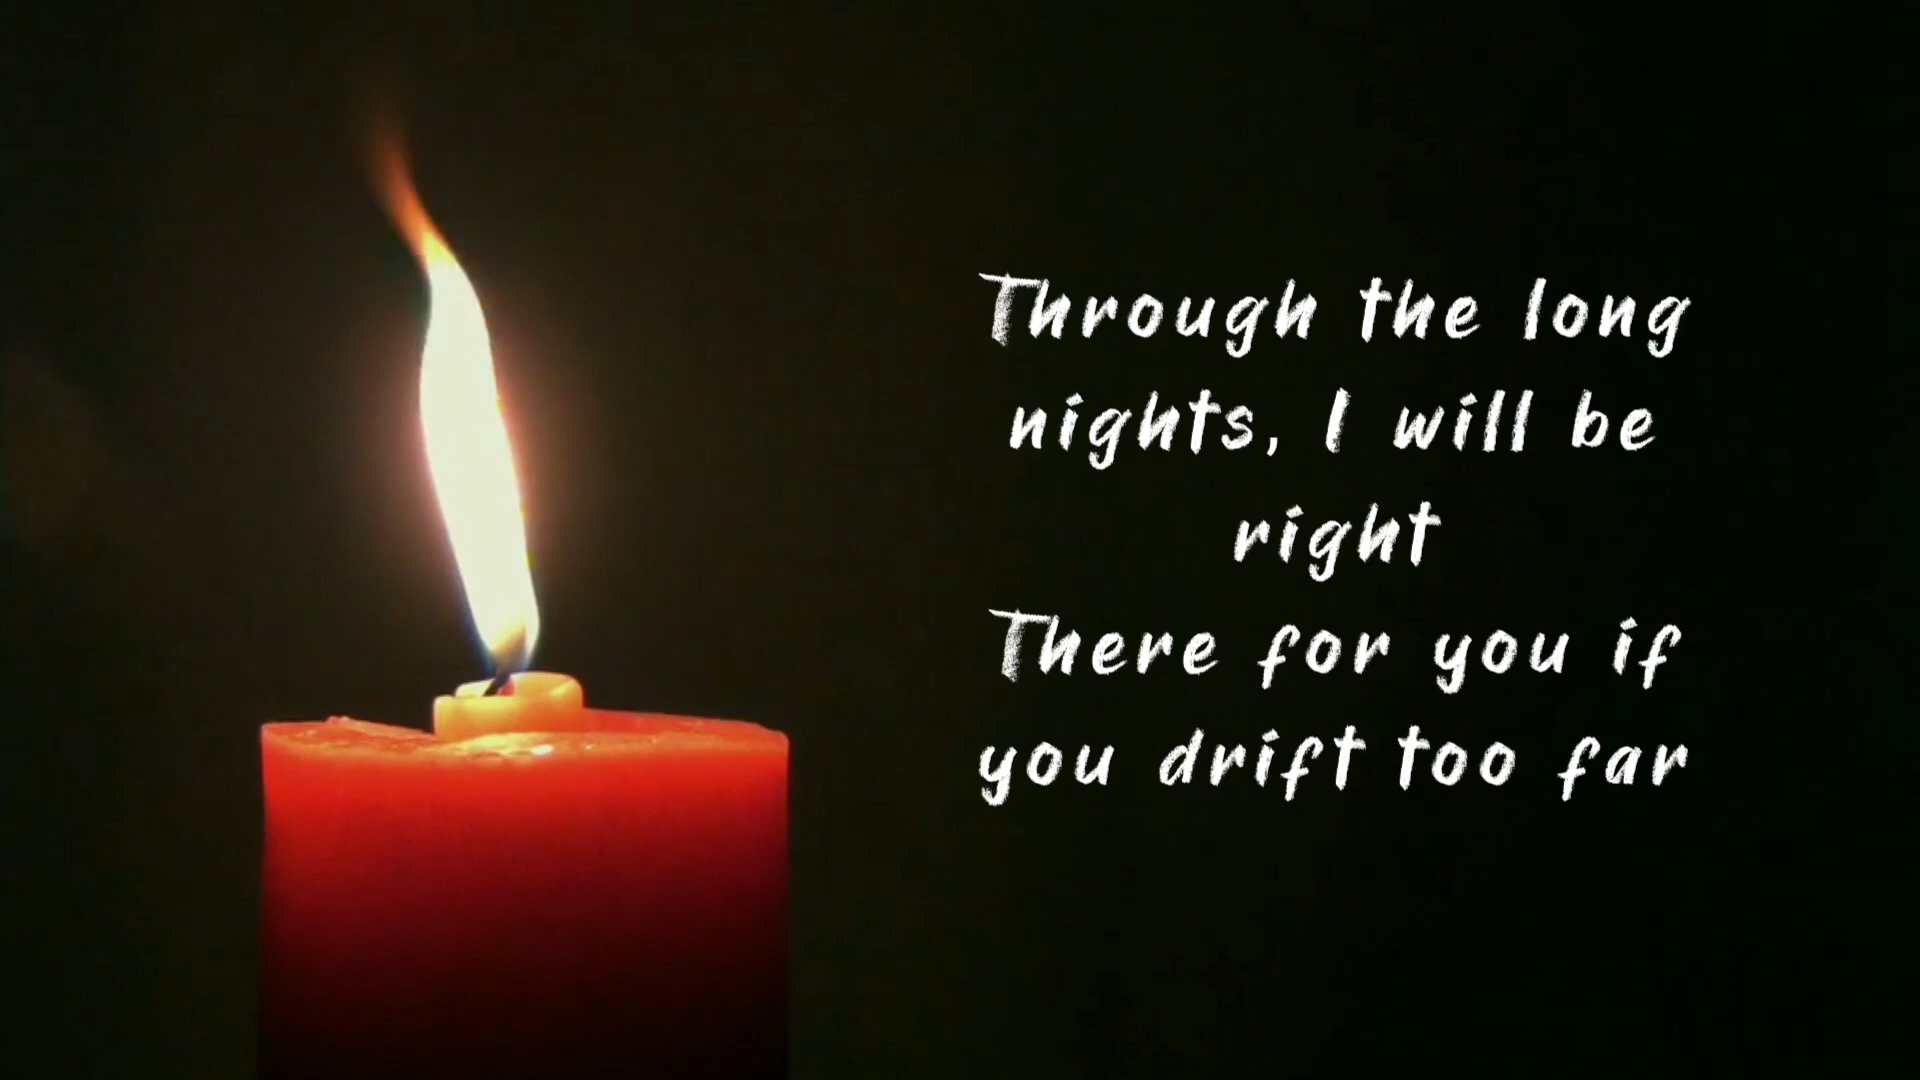 Through the long
nights, I will be
right
There for you if
you drift too far